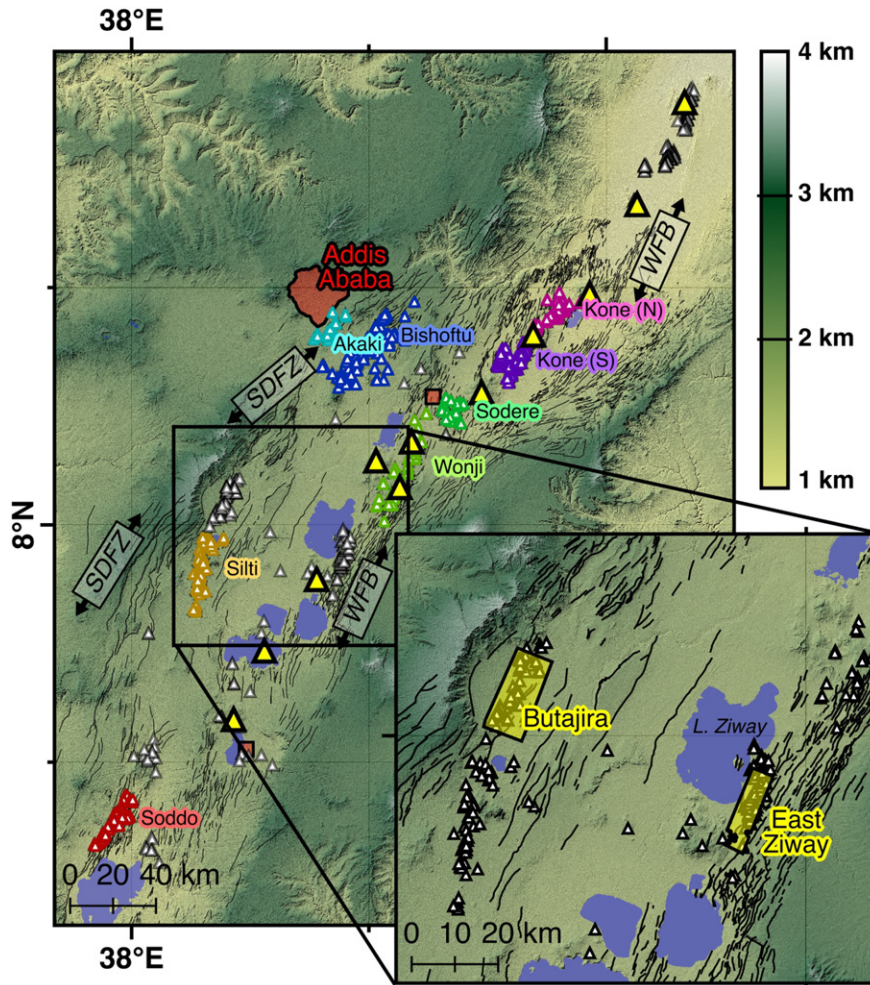 38°E
4 km
3 km
2 km
1 km
WFB
Addis
Ababa
Kone (N)
Akaki
Bishoftu
Kone (S)
SDFZ
Sodere
Wonji
8°N
SDFZ
Silti
WFB
L. Ziway
Butajira
East
Ziway
Soddo
0 20 40 km
0 10 20 km
38°E